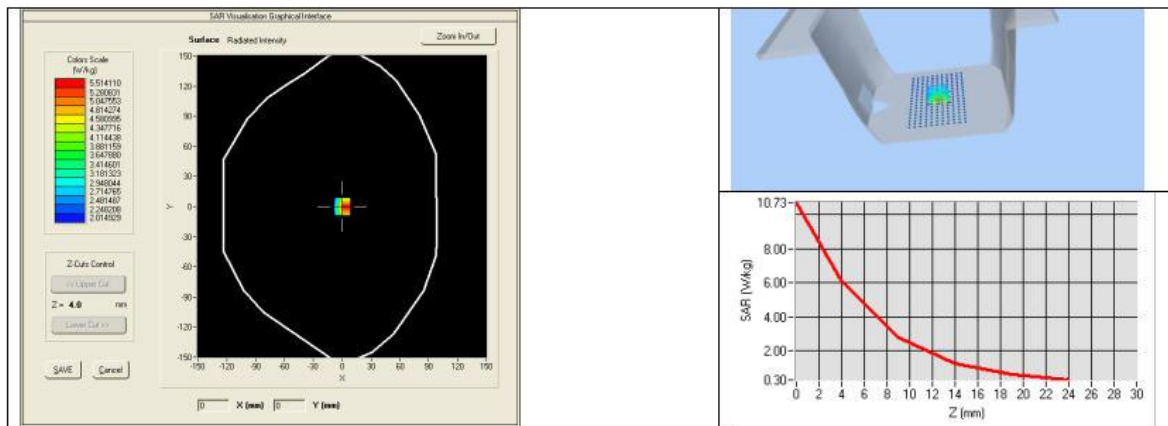 SAR Visualisation Graphical Interface
Surface Radiated Intensity
Zoom In/Out
Colors Scale
(W/kg)
5.514110
5.280831
5.047553
4.814274
4.580995
4.347716
4.114438
3.881159
3.647880
3.414601
3.181323
2.948044
2.714765
2.481487
2.248208
2.014929
150
120
90
60
30
0
-30
-60
-90
-120
-150
Y
-150 -120 -90 -60 -30 0 30 60 90 120 150
X
Z-Cuts Control
<< Upper Cut
Z = 4.0 mm
Lower Cut >>
SAVE Cancel
0 X (mm) 0 Y (mm)
10.73
8.00
6.00
4.00
2.00
0.30
SAR (W/kg)
0 2 4 6 8 10 12 14 16 18 20 22 24 26 28 30
Z (mm)